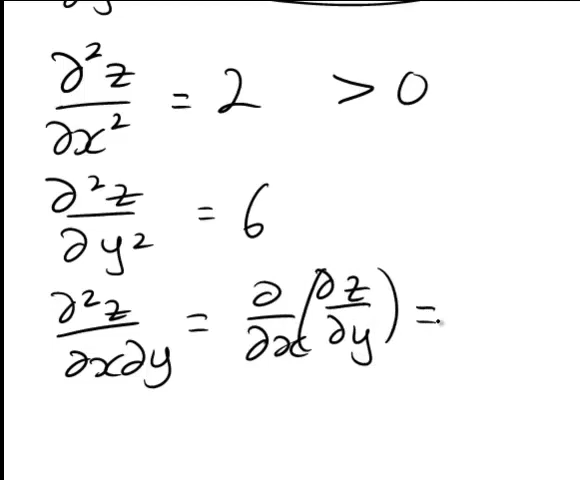 ∂²z/∂x² = 2 > 0
∂²z/∂y² = 6
∂²z/∂x∂y = ∂/∂x (∂z/∂y) =